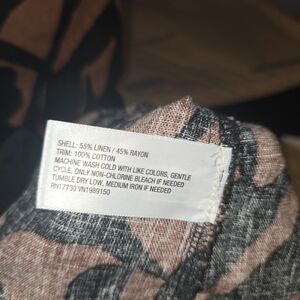 SHELL: 55% LINEN / 45% RAYON
TRIM: 100% COTTON
MACHINE WASH COLD WITH LIKE COLORS, GENTLE
CYCLE, ONLY NON-CHLORINE BLEACH IF NEEDED
TUMBLE DRY LOW, MEDIUM IRON IF NEEDED
RN17730 VN1989150